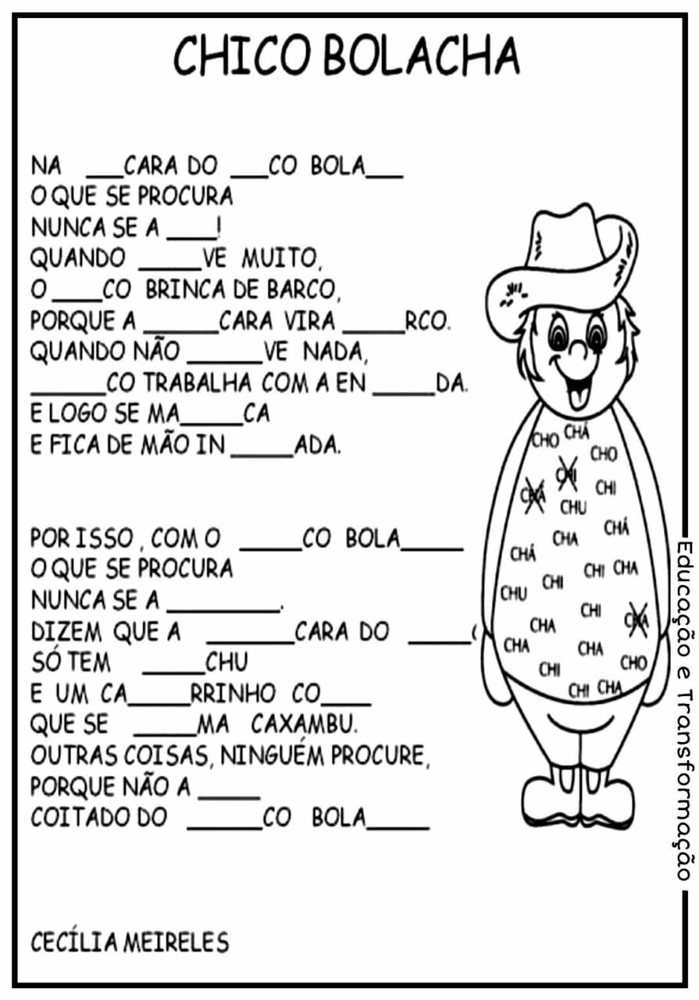 CHICO BOLACHA
NA ___CARA DO ___CO BOLA___
O QUE SE PROCURA
NUNCA SE A ____!
QUANDO _____VE MUITO,
O ____CO BRINCA DE BARCO,
PORQUE A ______CARA VIRA _____RCO.
QUANDO NÃO ______VE NADA,
______CO TRABALHA COM A EN _____DA.
E LOGO SE MA_____CA
E FICA DE MÃO IN _____ADA.
POR ISSO , COM O _____CO BOLA_____
O QUE SE PROCURA
NUNCA SE A _________.
DIZEM QUE A _______CARA DO _____(
SÓ TEM _____CHU
E UM CA_____RRINHO CO____
QUE SE _____MA CAXAMBU.
OUTRAS COISAS, NINGUÉM PROCURE,
PORQUE NÃO A _____
COITADO DO ______CO BOLA_____
CECÍLIA MEIRELES
CHO CHÁ
CHO
CHI
CHÁ CHI
CHU
CHA CHÁ
CHÁ
CHI CHA
CHU CHI
CHI
CHA CHA
CHA CHA
CHI CHO
CHI CHA
Educação e Transformação